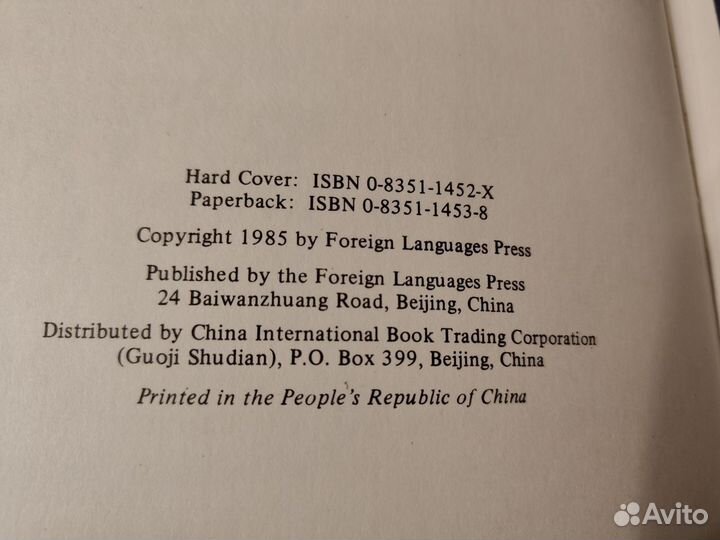 Hard Cover: ISBN 0-8351-1452-X
Paperback: ISBN 0-8351-1453-8
Copyright 1985 by Foreign Languages Press
Published by the Foreign Languages Press
24 Baiwanzhuang Road, Beijing, China
Distributed by China International Book Trading Corporation
(Guoji Shudian), P.O. Box 399, Beijing, China
Printed in the People's Republic of China
Avito